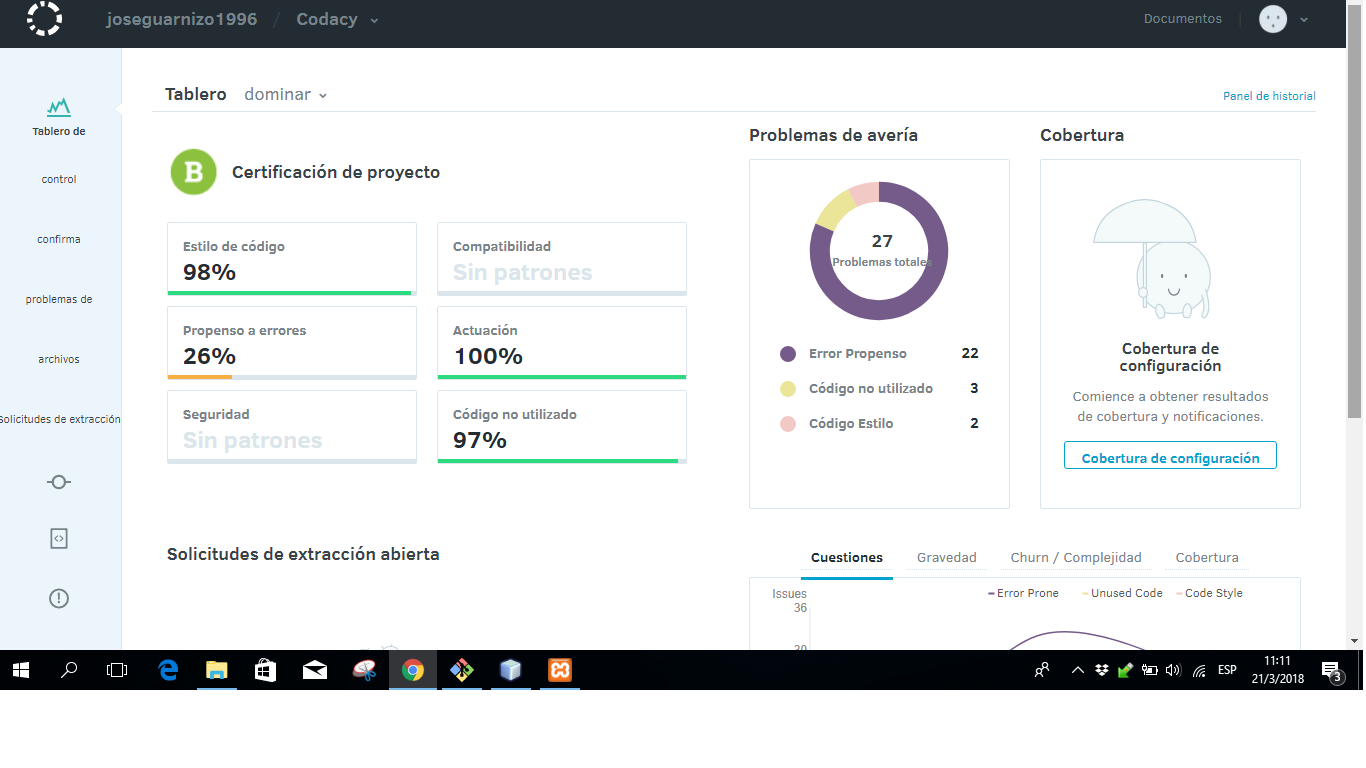 joseguarnizo1996 / Codacy
Documentos
Tablero de
control
confirma
problemas de
archivos
Solicitudes de extracción
Tablero dominar
Panel de historial
B
Certificación de proyecto
Estilo de código
98%
Compatibilidad
Sin patrones
Propenso a errores
26%
Actuación
100%
Seguridad
Sin patrones
Código no utilizado
97%
Problemas de avería
27
Problemas totales
Error Propenso 22
Código no utilizado 3
Código Estilo 2
Cobertura
Cobertura de
configuración
Comience a obtener resultados
de cobertura y notificaciones.
Cobertura de configuración
Solicitudes de extracción abierta
Cuestiones Gravedad Churn / Complejidad Cobertura
Issues
Error Prone Unused Code Code Style
36
30
ESP
11:11
21/3/2018
3